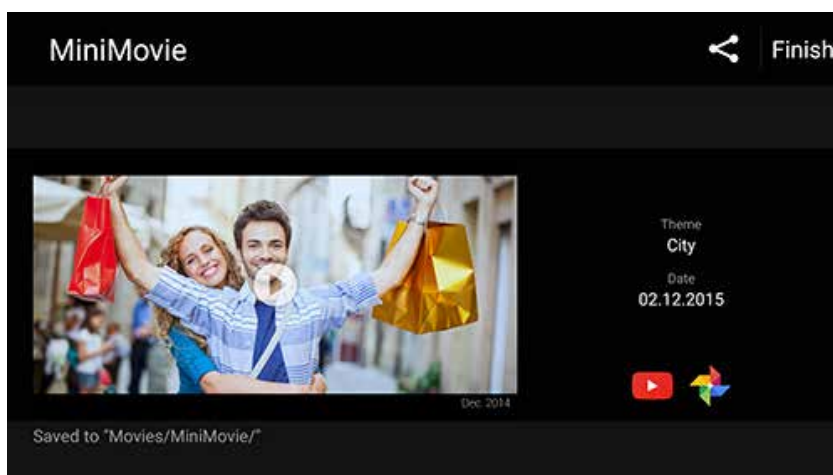 MiniMovie
Finish
Theme
City
Date
02.12.2015
Dec. 2014
Saved to "Movies/MiniMovie/"